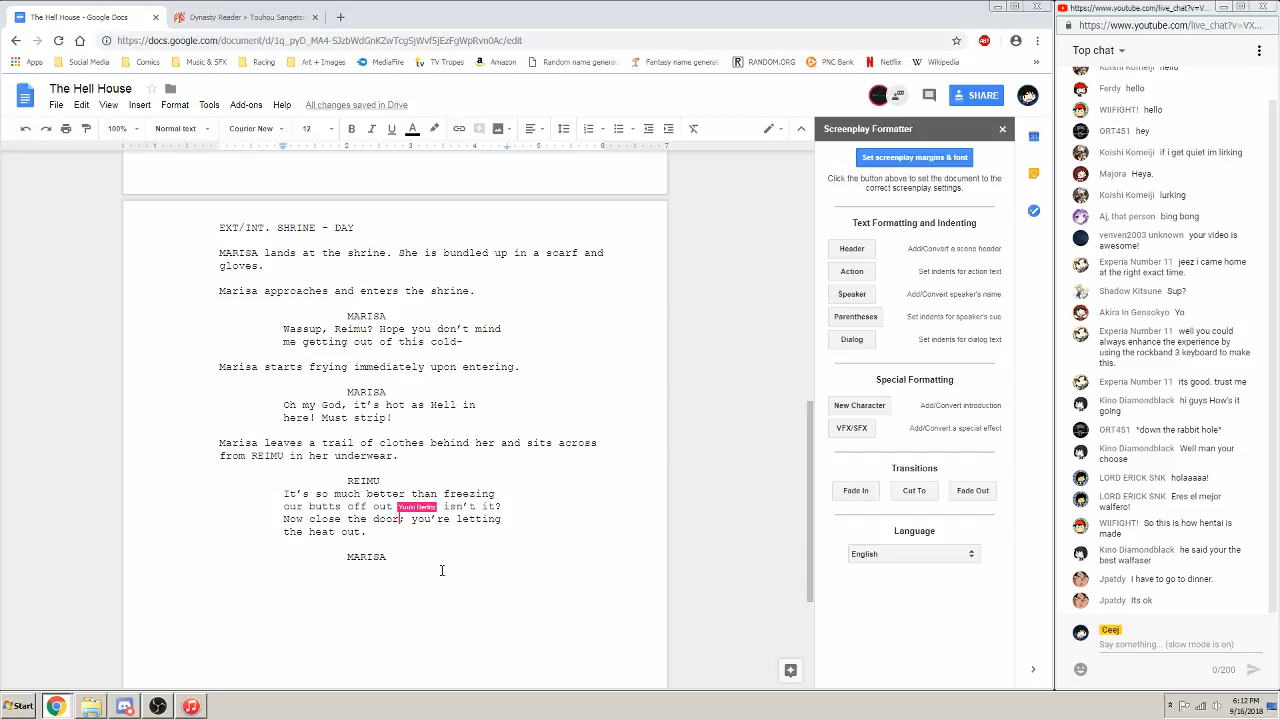 The Hell House - Google Docs
Dynasty Reader » Touhou Sangets
https://docs.google.com/document/d/1q_pyD_MA4-
edit
Apps
Social Media
Comics
Music & SFX
Racing
Art + Images
MediaFire
TV Tropes
Amazon
Random name generat
Fantasy name generat
RANDOM.ORG
PNC Bank
Netflix
Wikipedia
»
The Hell House
File Edit View Insert Format Tools Add-ons Help All changes saved in Drive
SHARE
100%
Normal text
Courier New
12
1 2 3 4 5 6 7
EXT/INT. SHRINE - DAY
MARISA lands at the shrine. She is bundled up in a scarf and
gloves.
Marisa approaches and enters the shrine.
MARISA
Wassup, Reimu? Hope you don't mind
me getting out of this cold-
Marisa starts frying immediately upon entering.
MARISA
Oh my God, it's hot as Hell in
here! Must strip!
Marisa leaves a trail of clothes behind her and sits across
from REIMU in her underwear.
REIMU
It's so much better than freezing
our butts off out isn't it?
Now close the door; you're letting
the heat out.
MARISA
Screenplay Formatter
Set screenplay margins & font
Click the button above to set the document to the
correct screenplay settings.
Text Formatting and Indenting
Header Add/Convert a scene header
Action Set indents for action text
Speaker Add/Convert speaker's name
Parentheses Set indents for speaker's cue
Dialog Set indents for dialog text
Special Formatting
New Character Add/Convert introduction
VFX/SFX Add/Convert a special effect
Transitions
Fade In Cut To Fade Out
Language
English
https://www.youtube.com/live_chat?v=V...
https://www.youtube.com/live_chat?v=VX...
Top chat
Koishi Komeiji hello
Ferdy hello
WIIFIGHT! hello
ORT451 hey
Koishi Komeiji if i get quiet im lirking
Majora Heya.
Koishi Komeiji lurking
Aj, that person bing bong
venven2003 unknown your video is
awesome!
Experia Number 11 jeez i came home
at the right exact time.
Shadow Kitsune Sup?
Akira In Gensokyo Yo
Experia Number 11 well you could
always enhance the experience by
using the rockband 3 keyboard to make
this.
Experia Number 11 its good. trust me
Kino Diamondblack hi guys How's it
going
ORT451 *down the rabbit hole*
Kino Diamondblack Well man your
choose
LORD ERICK SNK holaaaaa!
LORD ERICK SNK Eres el mejor
walfero!
WIIFIGHT! So this is how hentai is
made
Kino Diamondblack he said your the
best walfaser
Jpatdy I have to go to dinner.
Jpatdy Its ok
Ceej
Say something... (slow mode is on)
0/200
Start
6:12 PM
9/16/2018